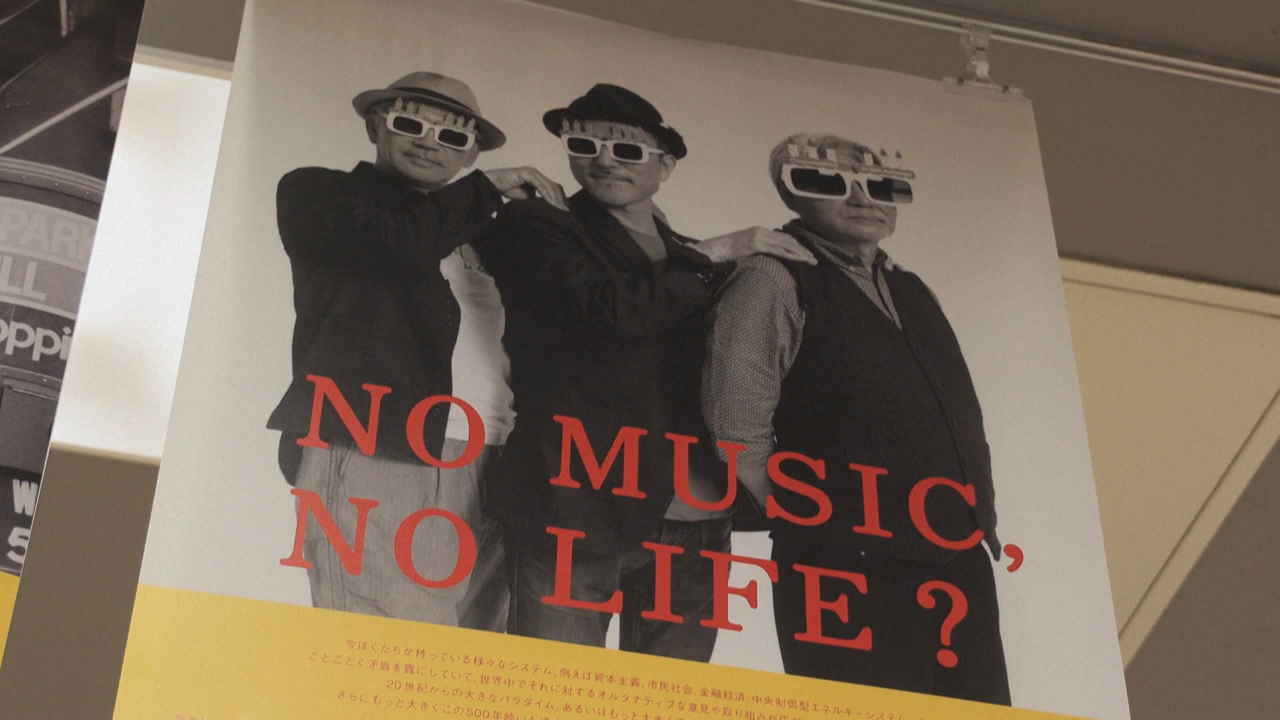 PARK
LL
oppi
W
5
NO MUSIC,
NO LIFE?
今ぼくたちが持っている様々なシステム、例えば資本主義、市民社会、金融経済、中央制御型エネルギーシステム
ことごとく矛盾を露にしていて、世界中でそれに対するオルタナティブな意見や取り組みが
20世紀からの大きなパラダイム、あるいはもっと大き
さらにもっと大きくこの500年続いた